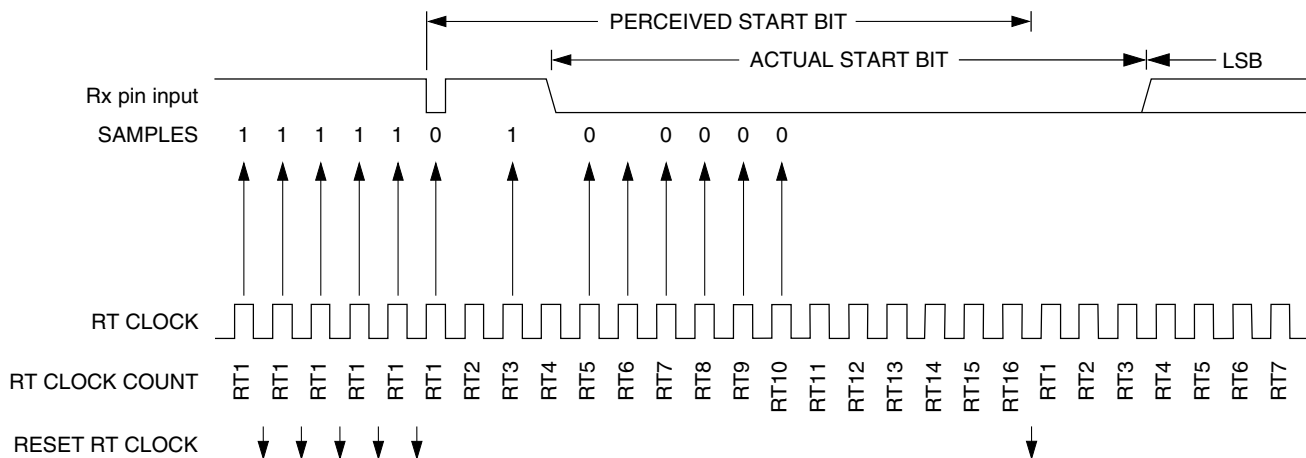 PERCEIVED START BIT
ACTUAL START BIT
LSB
Rx pin input
SAMPLES 1 1 1 1 1 0 1 0 0 0 0 0
RT CLOCK
RT CLOCK COUNT RT1 RT1 RT1 RT1 RT1 RT1 RT2 RT3 RT4 RT5 RT6 RT7 RT8 RT9 RT10 RT11 RT12 RT13 RT14 RT15 RT16 RT1 RT2 RT3 RT4 RT5 RT6 RT7
RESET RT CLOCK